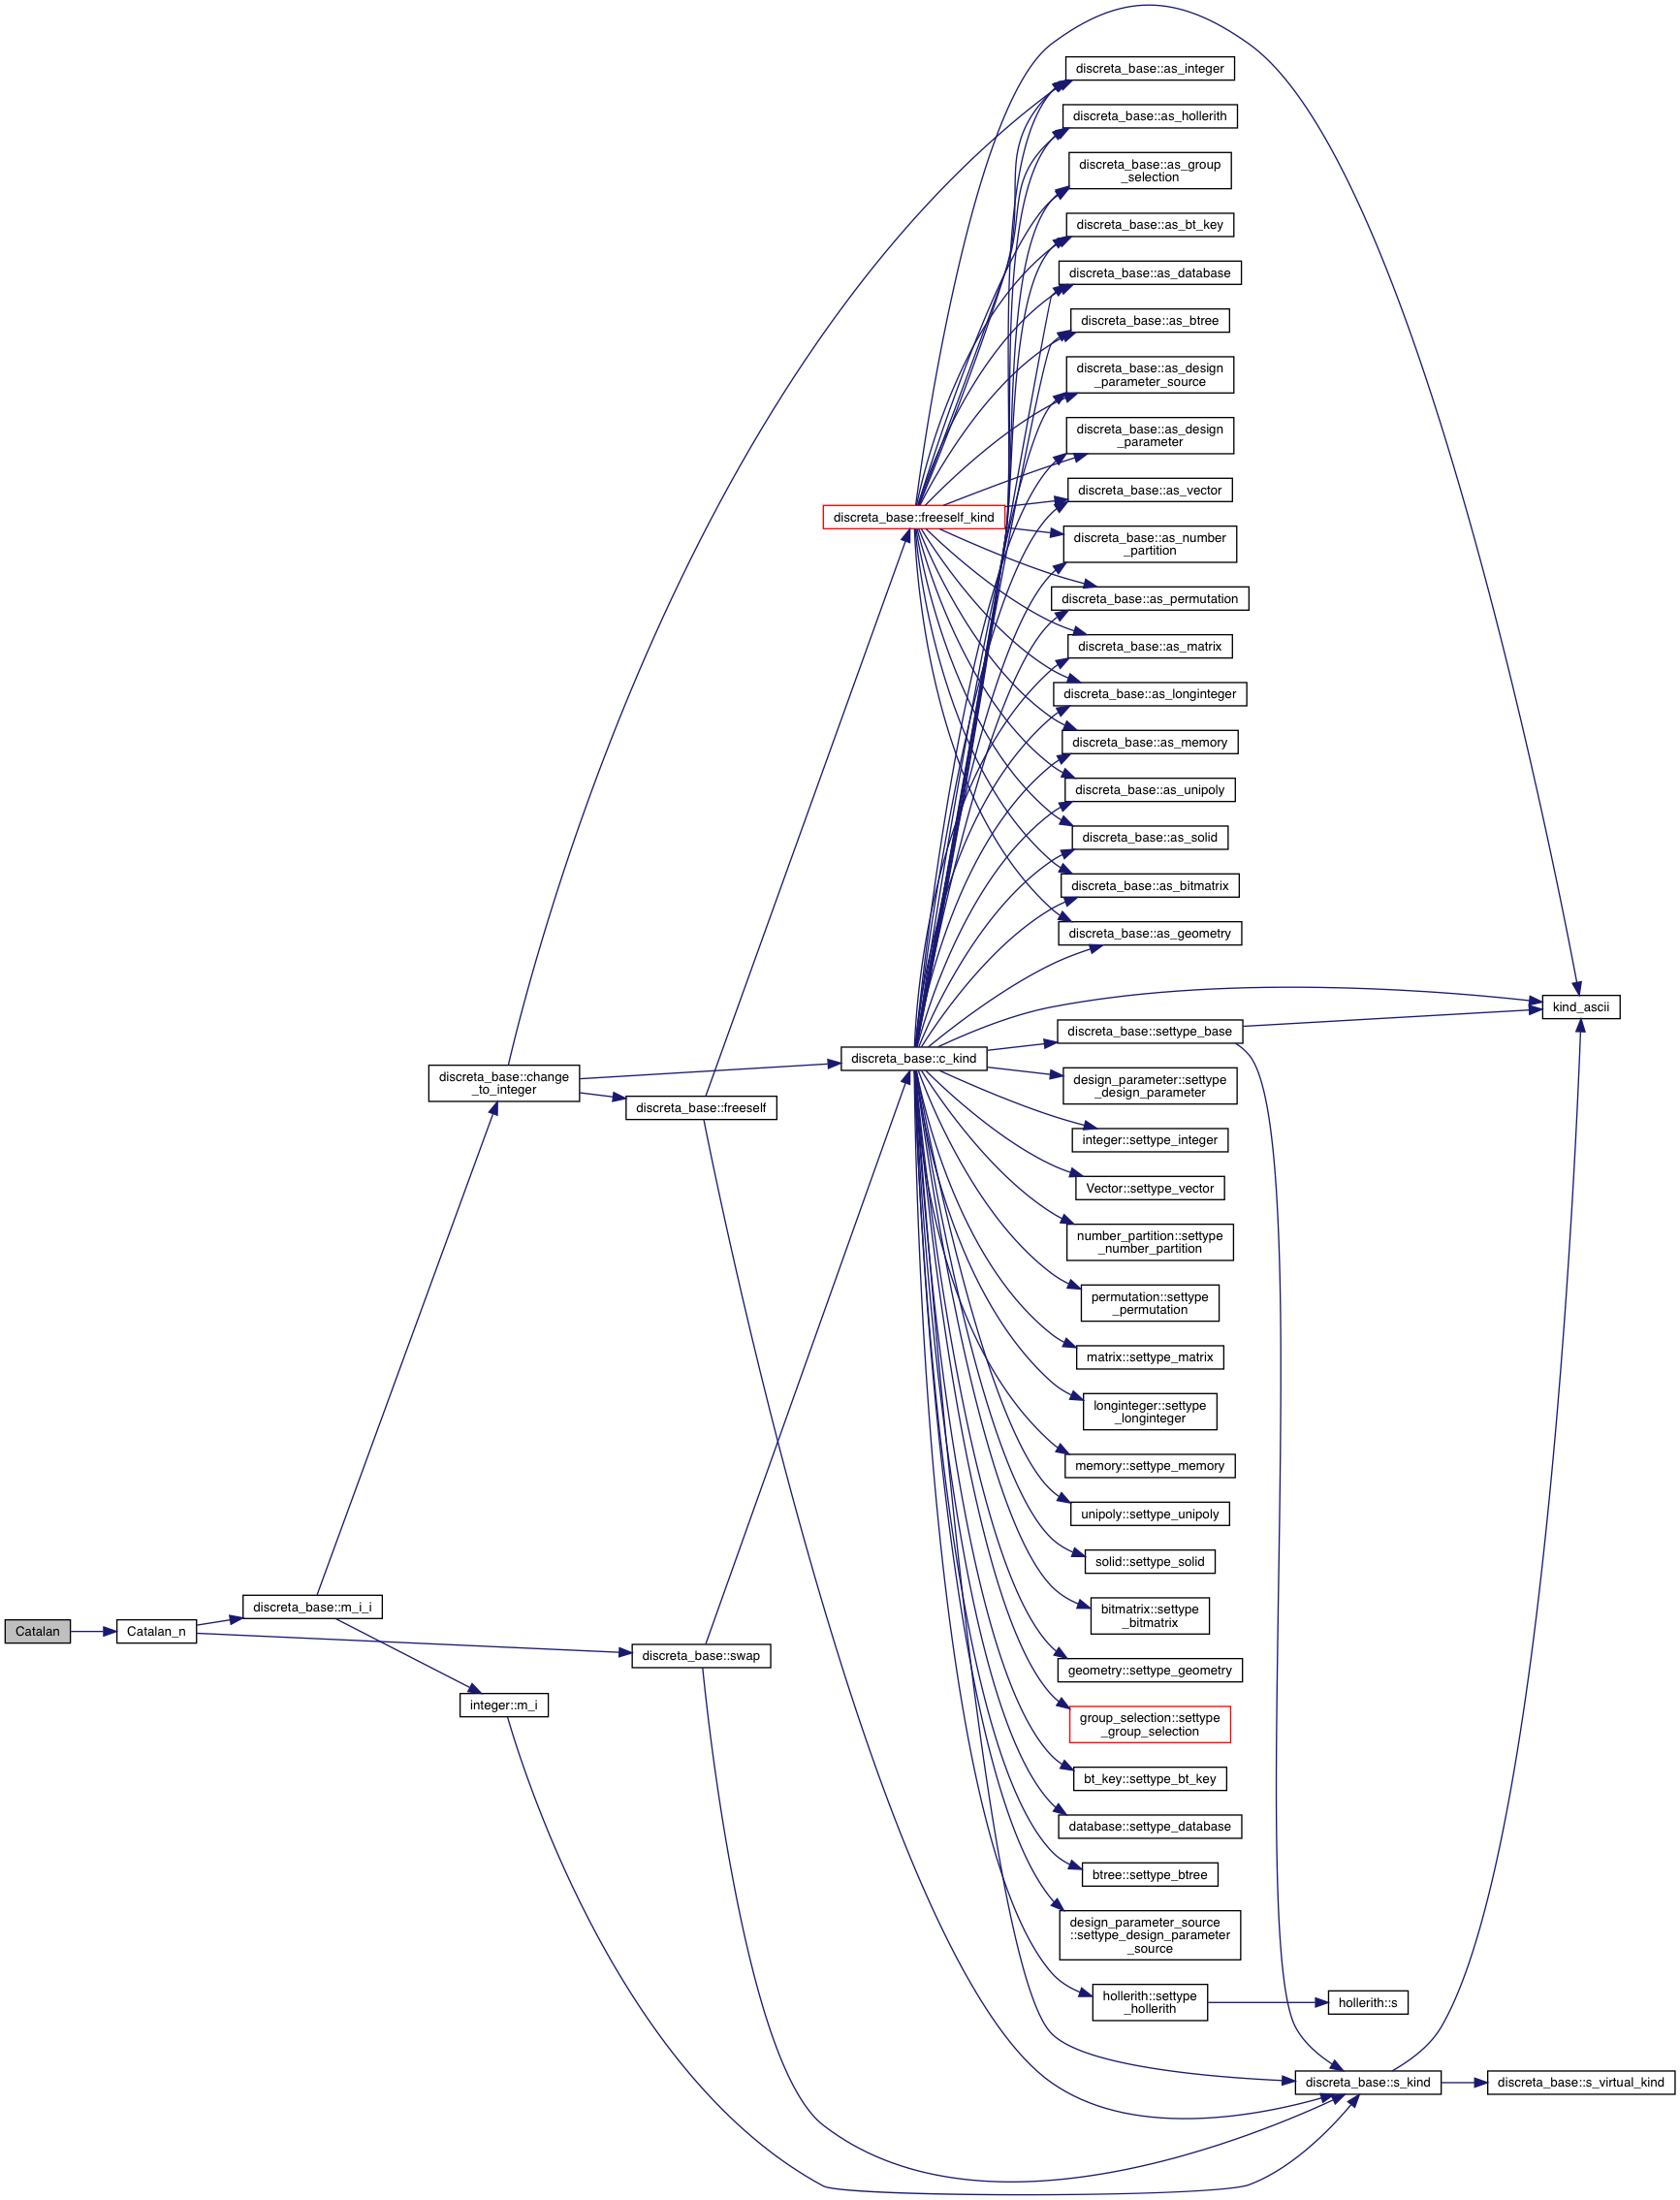 discreta_base::as_integer
discreta_base::as_hollerith
discreta_base::as_group
_selection
discreta_base::as_bt_key
discreta_base::as_database
discreta_base::as_btree
discreta_base::as_design
_parameter_source
discreta_base::as_design
_parameter
discreta_base::as_vector
discreta_base::freeself_kind
discreta_base::as_number
_partition
discreta_base::as_permutation
discreta_base::as_matrix
discreta_base::as_longinteger
discreta_base::as_memory
discreta_base::as_unipoly
discreta_base::as_solid
discreta_base::as_bitmatrix
discreta_base::as_geometry
kind_ascii
discreta_base::settype_base
discreta_base::c_kind
discreta_base::change
_to_integer
design_parameter::settype
_design_parameter
discreta_base::freeself
integer::settype_integer
Vector::settype_vector
number_partition::settype
_number_partition
permutation::settype
_permutation
matrix::settype_matrix
longinteger::settype
_longinteger
memory::settype_memory
unipoly::settype_unipoly
solid::settype_solid
discreta_base::m_i_i
bitmatrix::settype
_bitmatrix
Catalan
Catalan_n
discreta_base::swap
geometry::settype_geometry
integer::m_i
group_selection::settype
_group_selection
bt_key::settype_bt_key
database::settype_database
btree::settype_btree
design_parameter_source
::settype_design_parameter
_source
hollerith::settype
_hollerith
hollerith::s
discreta_base::s_kind
discreta_base::s_virtual_kind